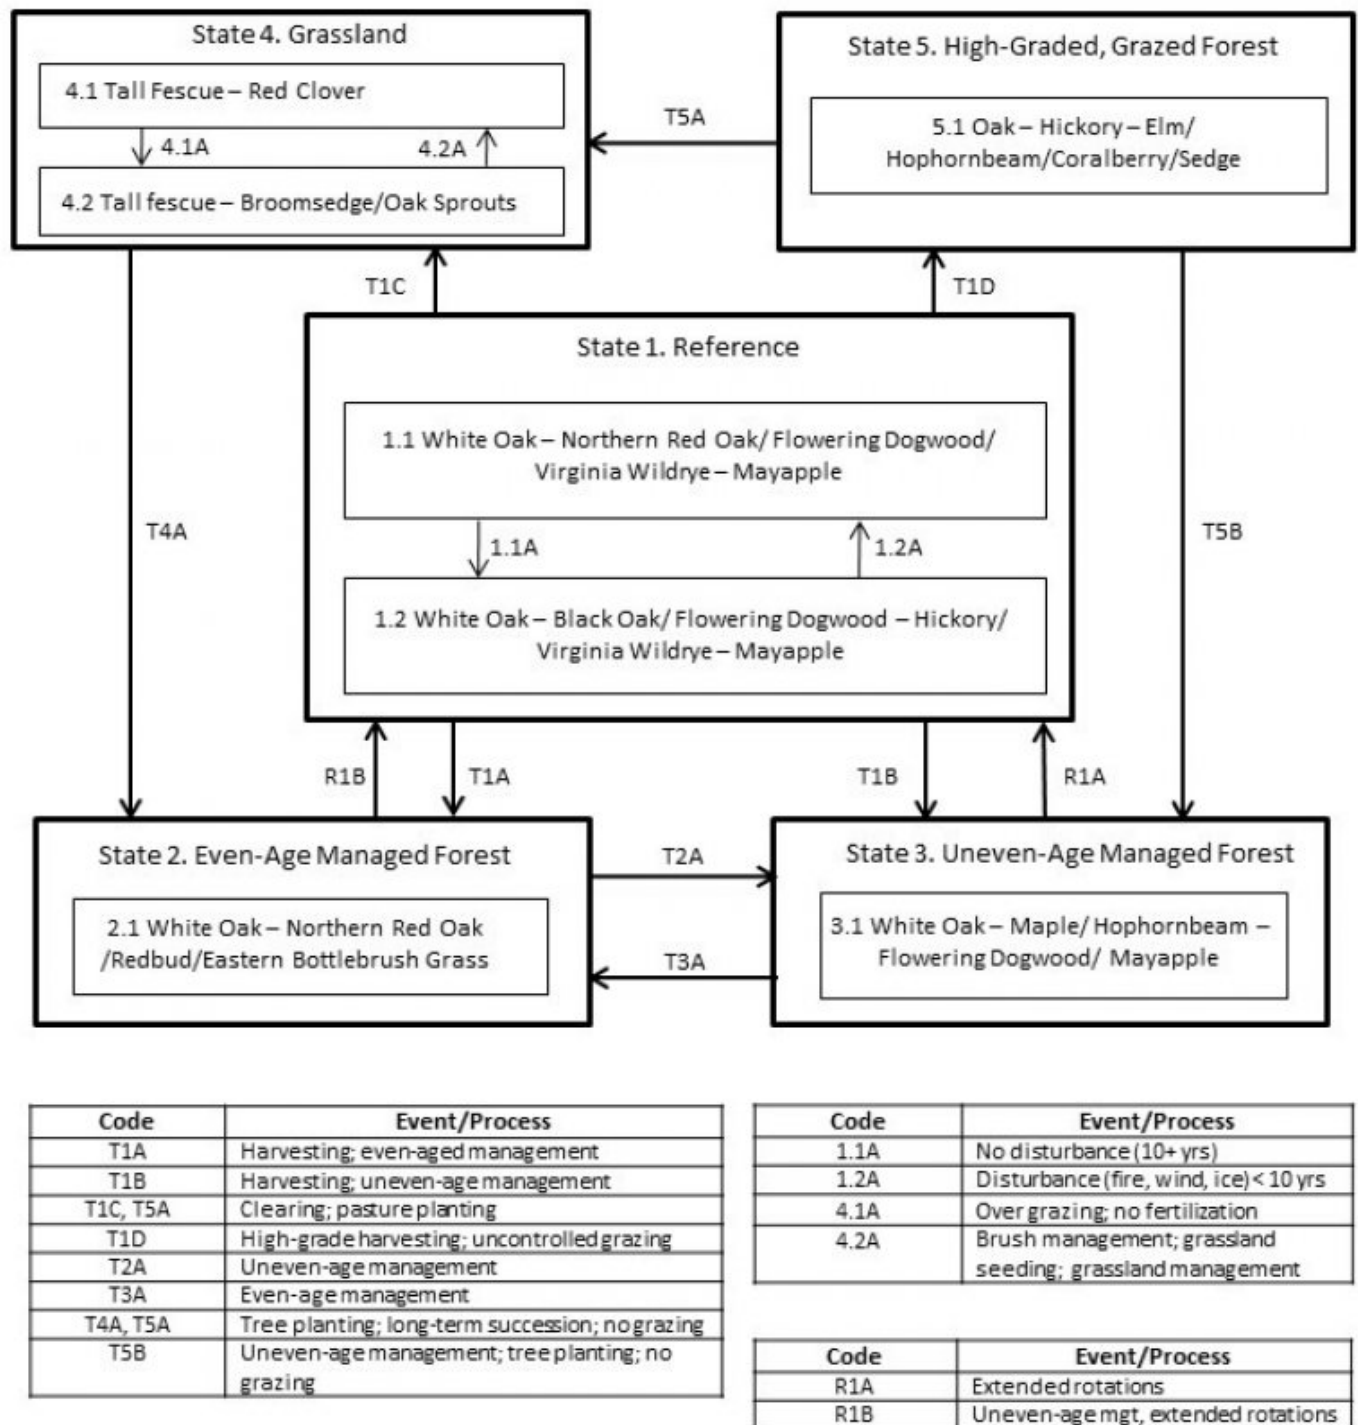 State 4. Grassland
4.1 Tall Fescue – Red Clover
4.1A
4.2A
4.2 Tall fescue – Broomsedge/Oak Sprouts
T5A
State 5. High-Graded, Grazed Forest
5.1 Oak – Hickory – Elm/
Hophornbeam/Coralberry/Sedge
T1C
T1D
State 1. Reference
1.1 White Oak – Northern Red Oak/ Flowering Dogwood/
Virginia Wildrye – Mayapple
1.1A
1.2A
1.2 White Oak – Black Oak/ Flowering Dogwood – Hickory/
Virginia Wildrye – Mayapple
T4A
T5B
R1B
T1A
T1B
R1A
State 2. Even-Age Managed Forest
2.1 White Oak – Northern Red Oak
/Redbud/Eastern Bottlebrush Grass
T2A
T3A
State 3. Uneven-Age Managed Forest
3.1 White Oak – Maple/ Hophornbeam –
Flowering Dogwood/ Mayapple
Code Event/Process
T1A Harvesting; even-aged management
T1B Harvesting; uneven-age management
T1C, T5A Clearing; pasture planting
T1D High-grade harvesting; uncontrolled grazing
T2A Uneven-age management
T3A Even-age management
T4A, T5A Tree planting; long-term succession; no grazing
T5B Uneven-age management; tree planting; no
grazing
Code Event/Process
1.1A No disturbance (10+ yrs)
1.2A Disturbance (fire, wind, ice) < 10 yrs
4.1A Over grazing; no fertilization
4.2A Brush management; grassland
seeding; grassland management
Code Event/Process
R1A Extended rotations
R1B Uneven-age mgt, extended rotations